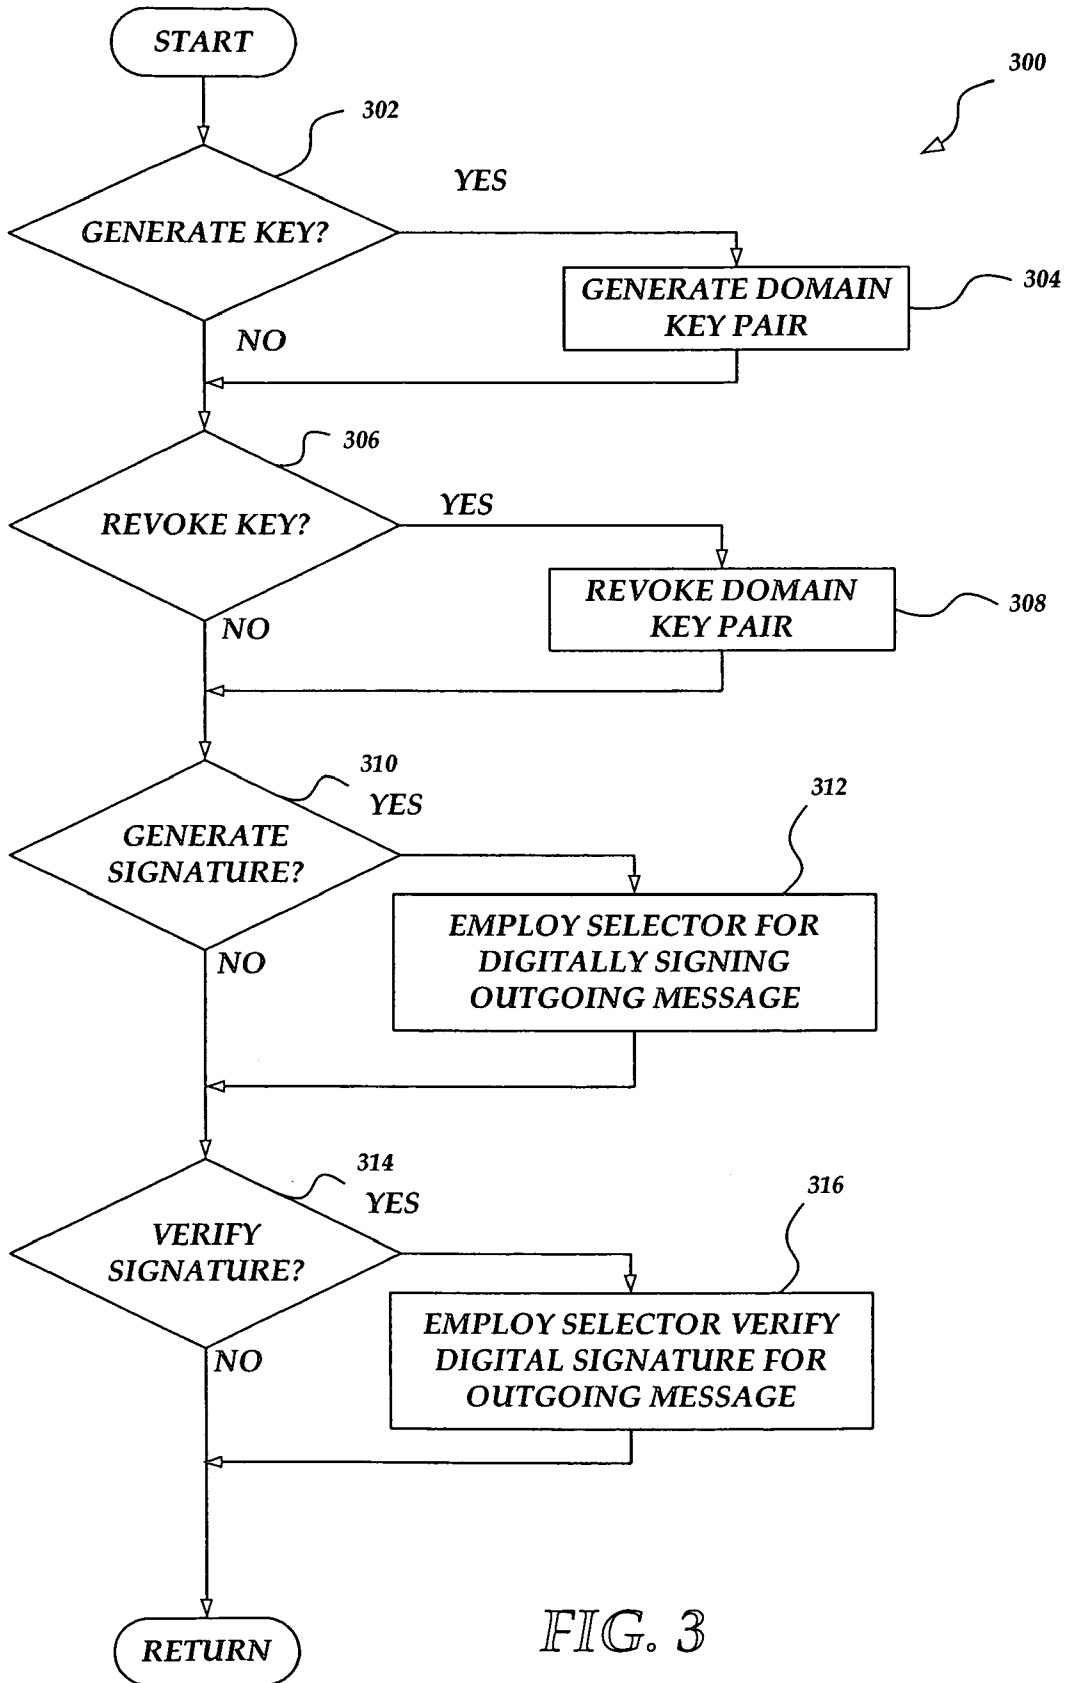 START
300
302
YES
GENERATE KEY?
GENERATE DOMAIN
KEY PAIR
304
NO
306
YES
REVOKE KEY?
REVOKE DOMAIN
KEY PAIR
308
NO
310
YES
312
GENERATE
SIGNATURE?
EMPLOY SELECTOR FOR
DIGITALLY SIGNING
OUTGOING MESSAGE
NO
314
YES
316
VERIFY
SIGNATURE?
EMPLOY SELECTOR VERIFY
DIGITAL SIGNATURE FOR
OUTGOING MESSAGE
NO
RETURN
FIG. 3